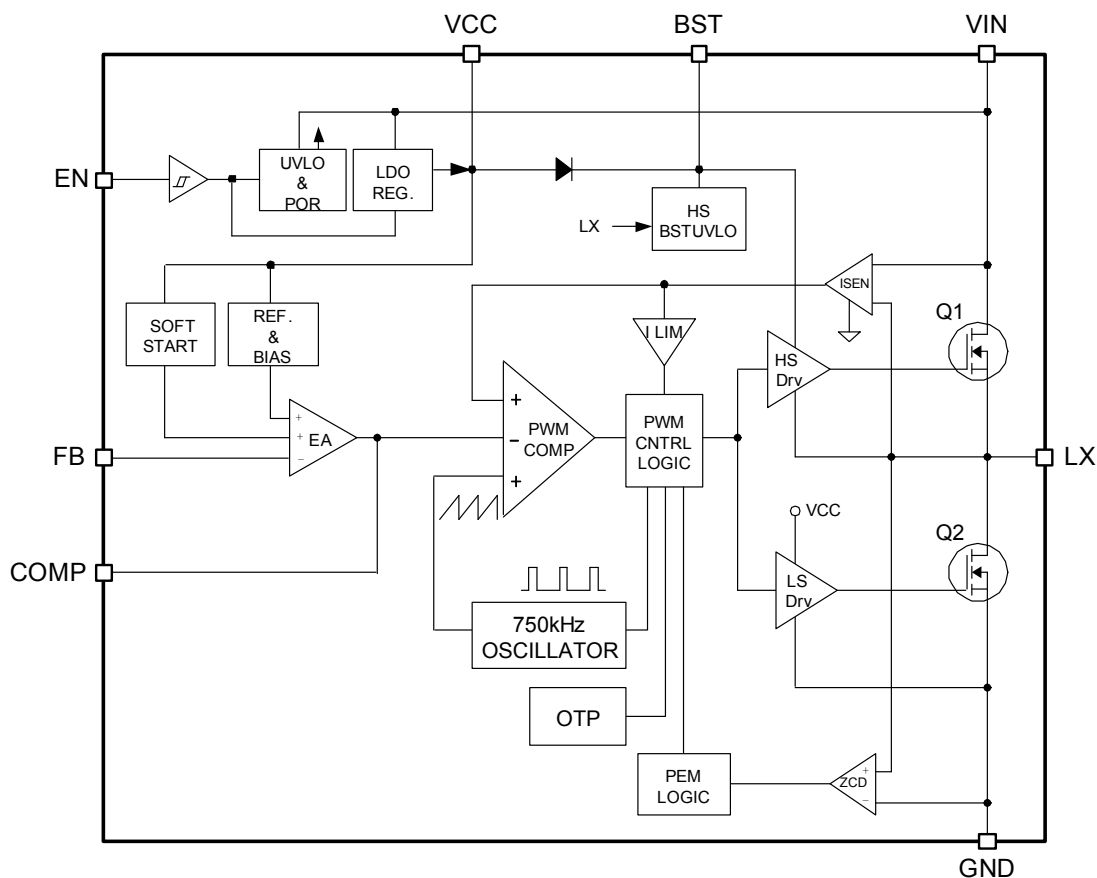 VCC
BST
VIN
EN
UVLO
&
POR
LDO
REG.
LX
HS
BSTUVLO
SOFT
START
REF.
&
BIAS
ISEN
I LIM
Q1
HS
Drv
+
-
+
PWM
COMP
PWM
CNTRL
LOGIC
+
+
-
EA
FB
LX
VCC
Q2
COMP
LS
Drv
750kHz
OSCILLATOR
OTP
PEM
LOGIC
+
-
ZCD
GND